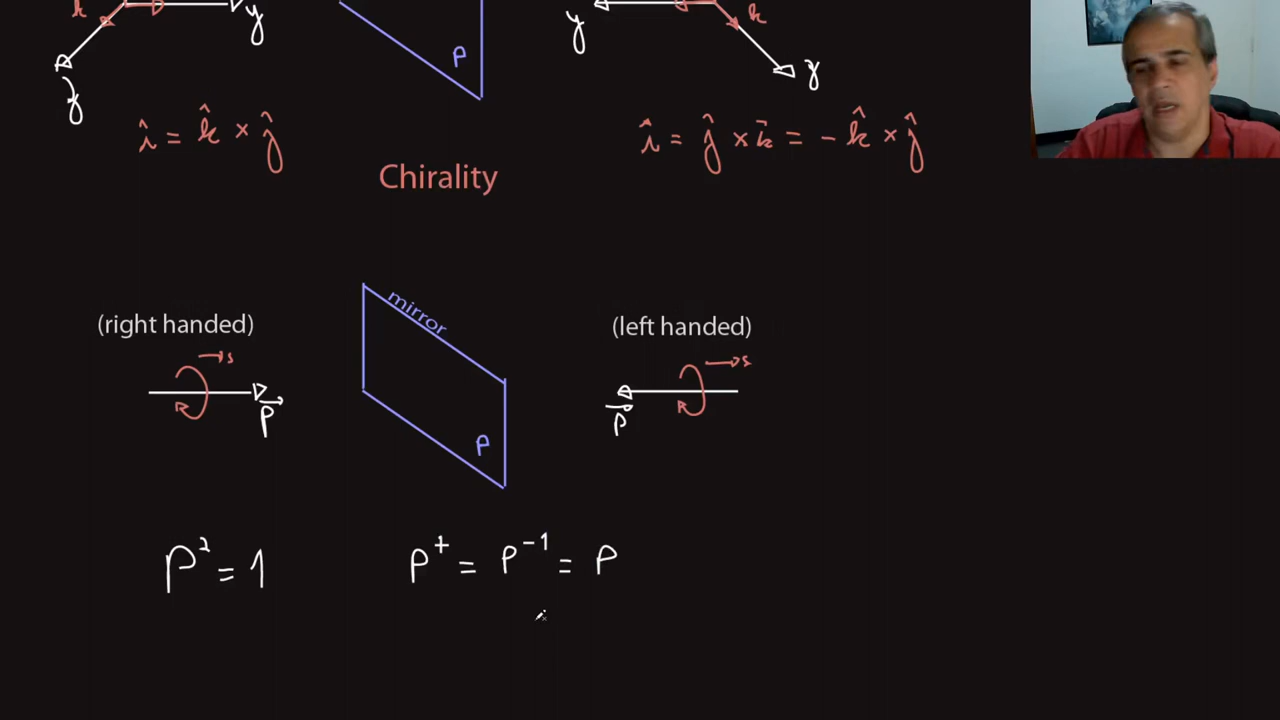 k y P y k z
z
î = k̂ × ĵ î = ĵ × k̂ = - k̂ × ĵ
Chirality
mirror
(right handed) (left handed)
→s →s
P⃗ P P⃗
P² = 1 P⁺ = P⁻¹ = P